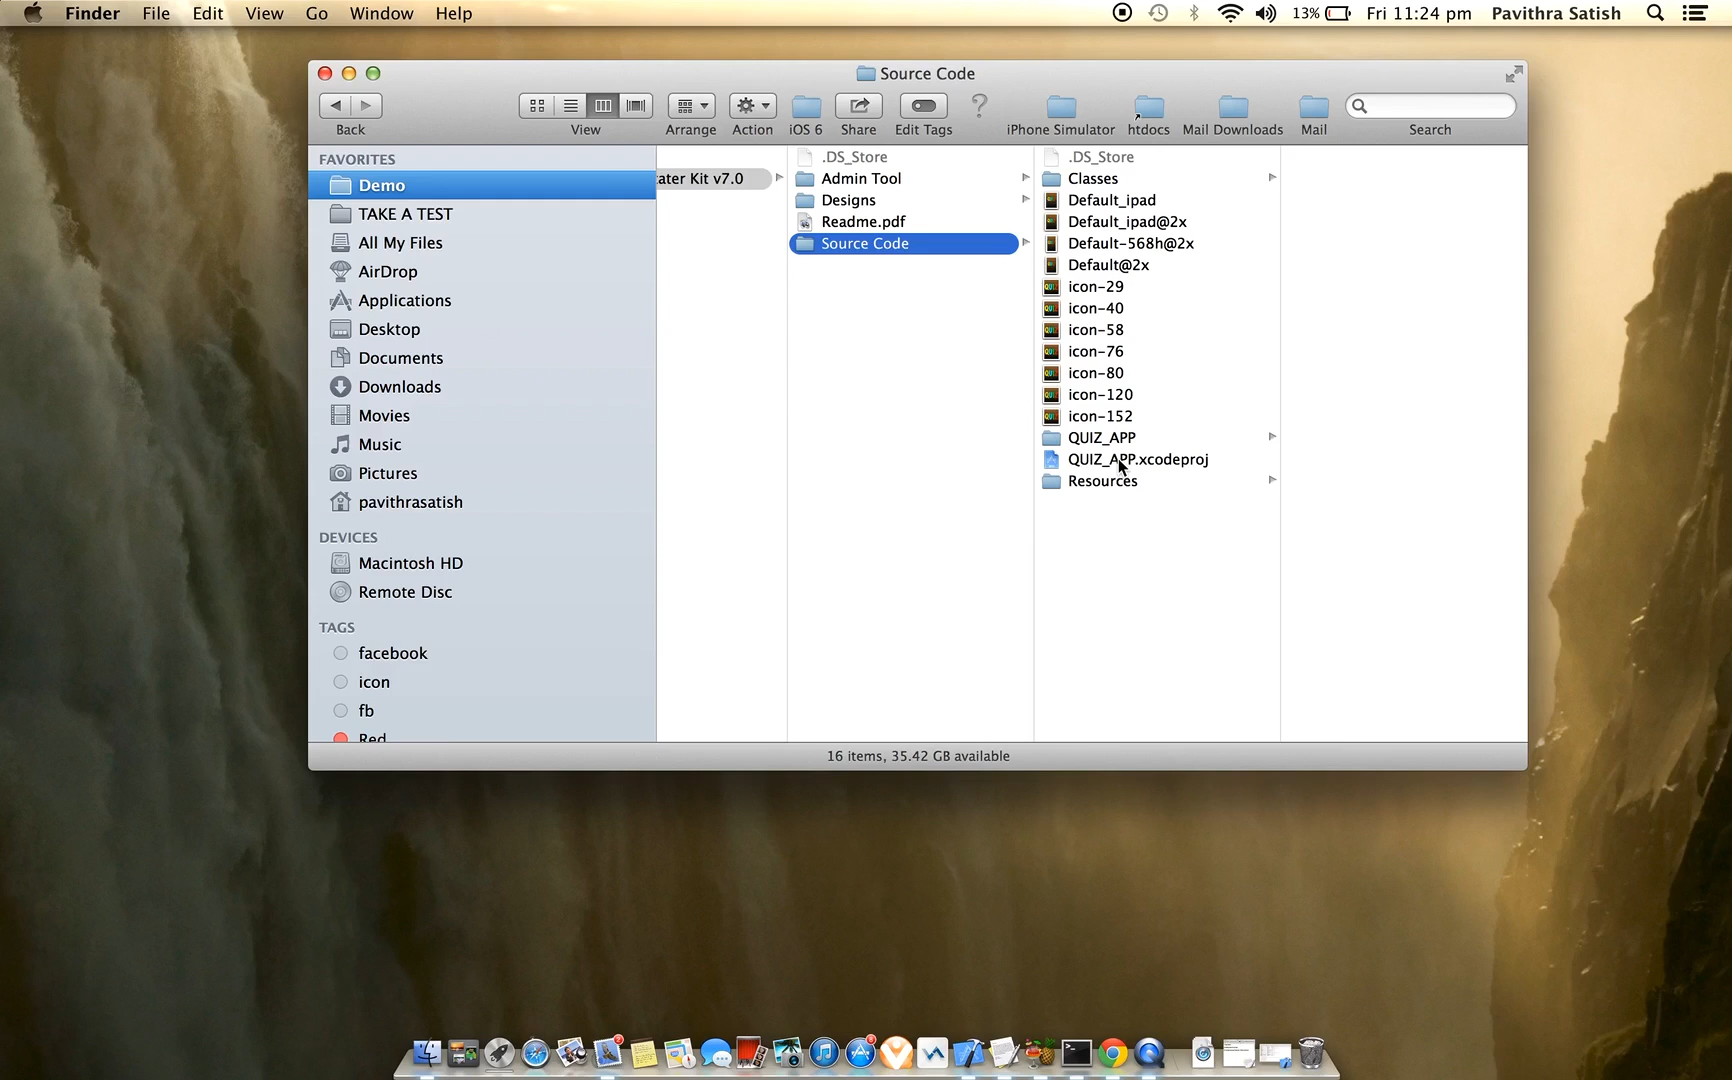 Finder File Edit View Go Window Help 13% Fri 11:24 pm Pavithra Satish
Source Code
Back View Arrange Action iOS 6 Share Edit Tags iPhone Simulator htdocs Mail Downloads Mail Search
FAVORITES
Demo
TAKE A TEST
All My Files
AirDrop
Applications
Desktop
Documents
Downloads
Movies
Music
Pictures
pavithrasatish
DEVICES
Macintosh HD
Remote Disc
TAGS
facebook
icon
fb
Red
ater Kit v7.0
.DS_Store
Admin Tool
Designs
Readme.pdf
Source Code
.DS_Store
Classes
Default_ipad
Default_ipad@2x
Default-568h@2x
Default@2x
icon-29
icon-40
icon-58
icon-76
icon-80
icon-120
icon-152
QUIZ_APP
QUIZ_APP.xcodeproj
Resources
16 items, 35.42 GB available